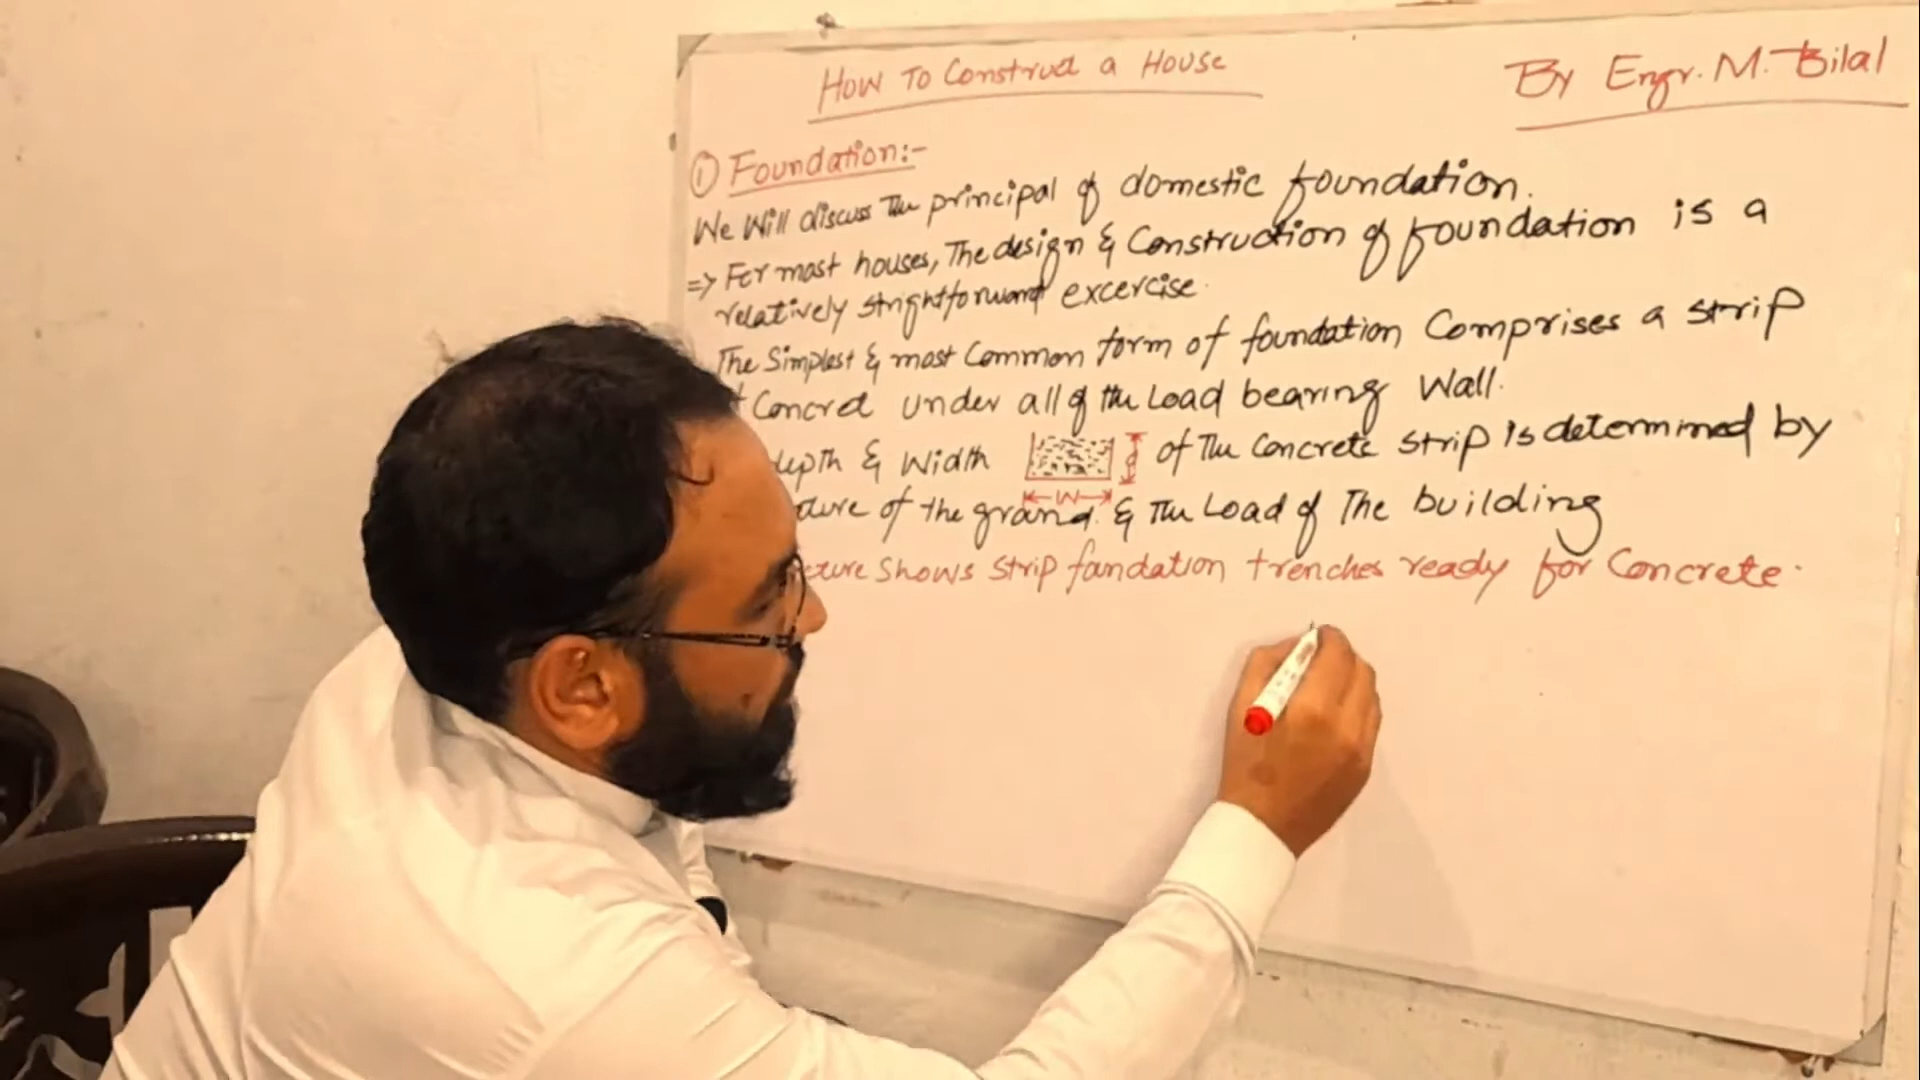 How To Construct a House
By Engr. M. Bilal
① Foundation:-
We Will discuss The principal of domestic foundation.
=> For most houses, The design & Construction of foundation is a
relatively strightforward excercise.
The Simplest & most Common form of foundation Comprises a strip
Concret under all of the Load bearing Wall.
depth & Width of The Concrete strip is determined by
d
W
of the ground & The Load of The building
Shows strip foundation trenches ready for Concrete.